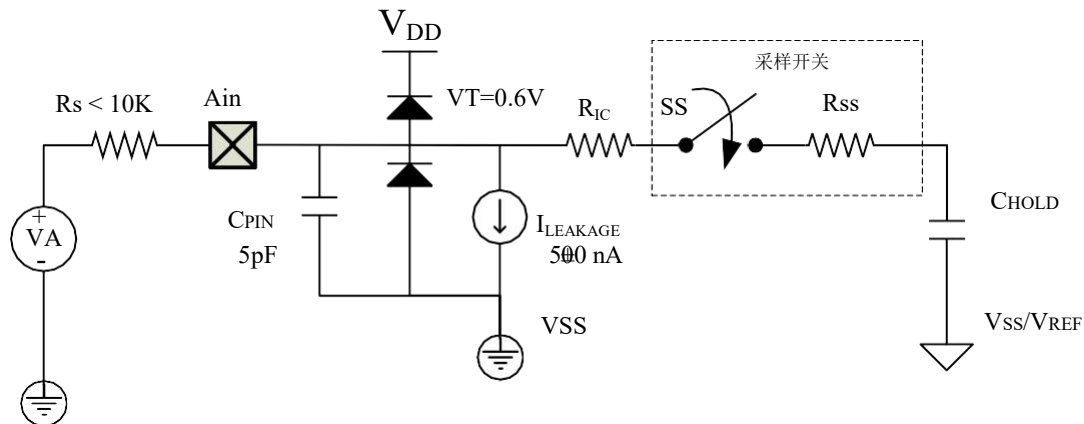 VDD
采样开关
Rs < 10K
Ain
VT=0.6V
RIC
SS
Rss
+
VA
-
CPIN
5pF
ILEAKAGE
nA
CHOLD
VSS
VSS/VREF